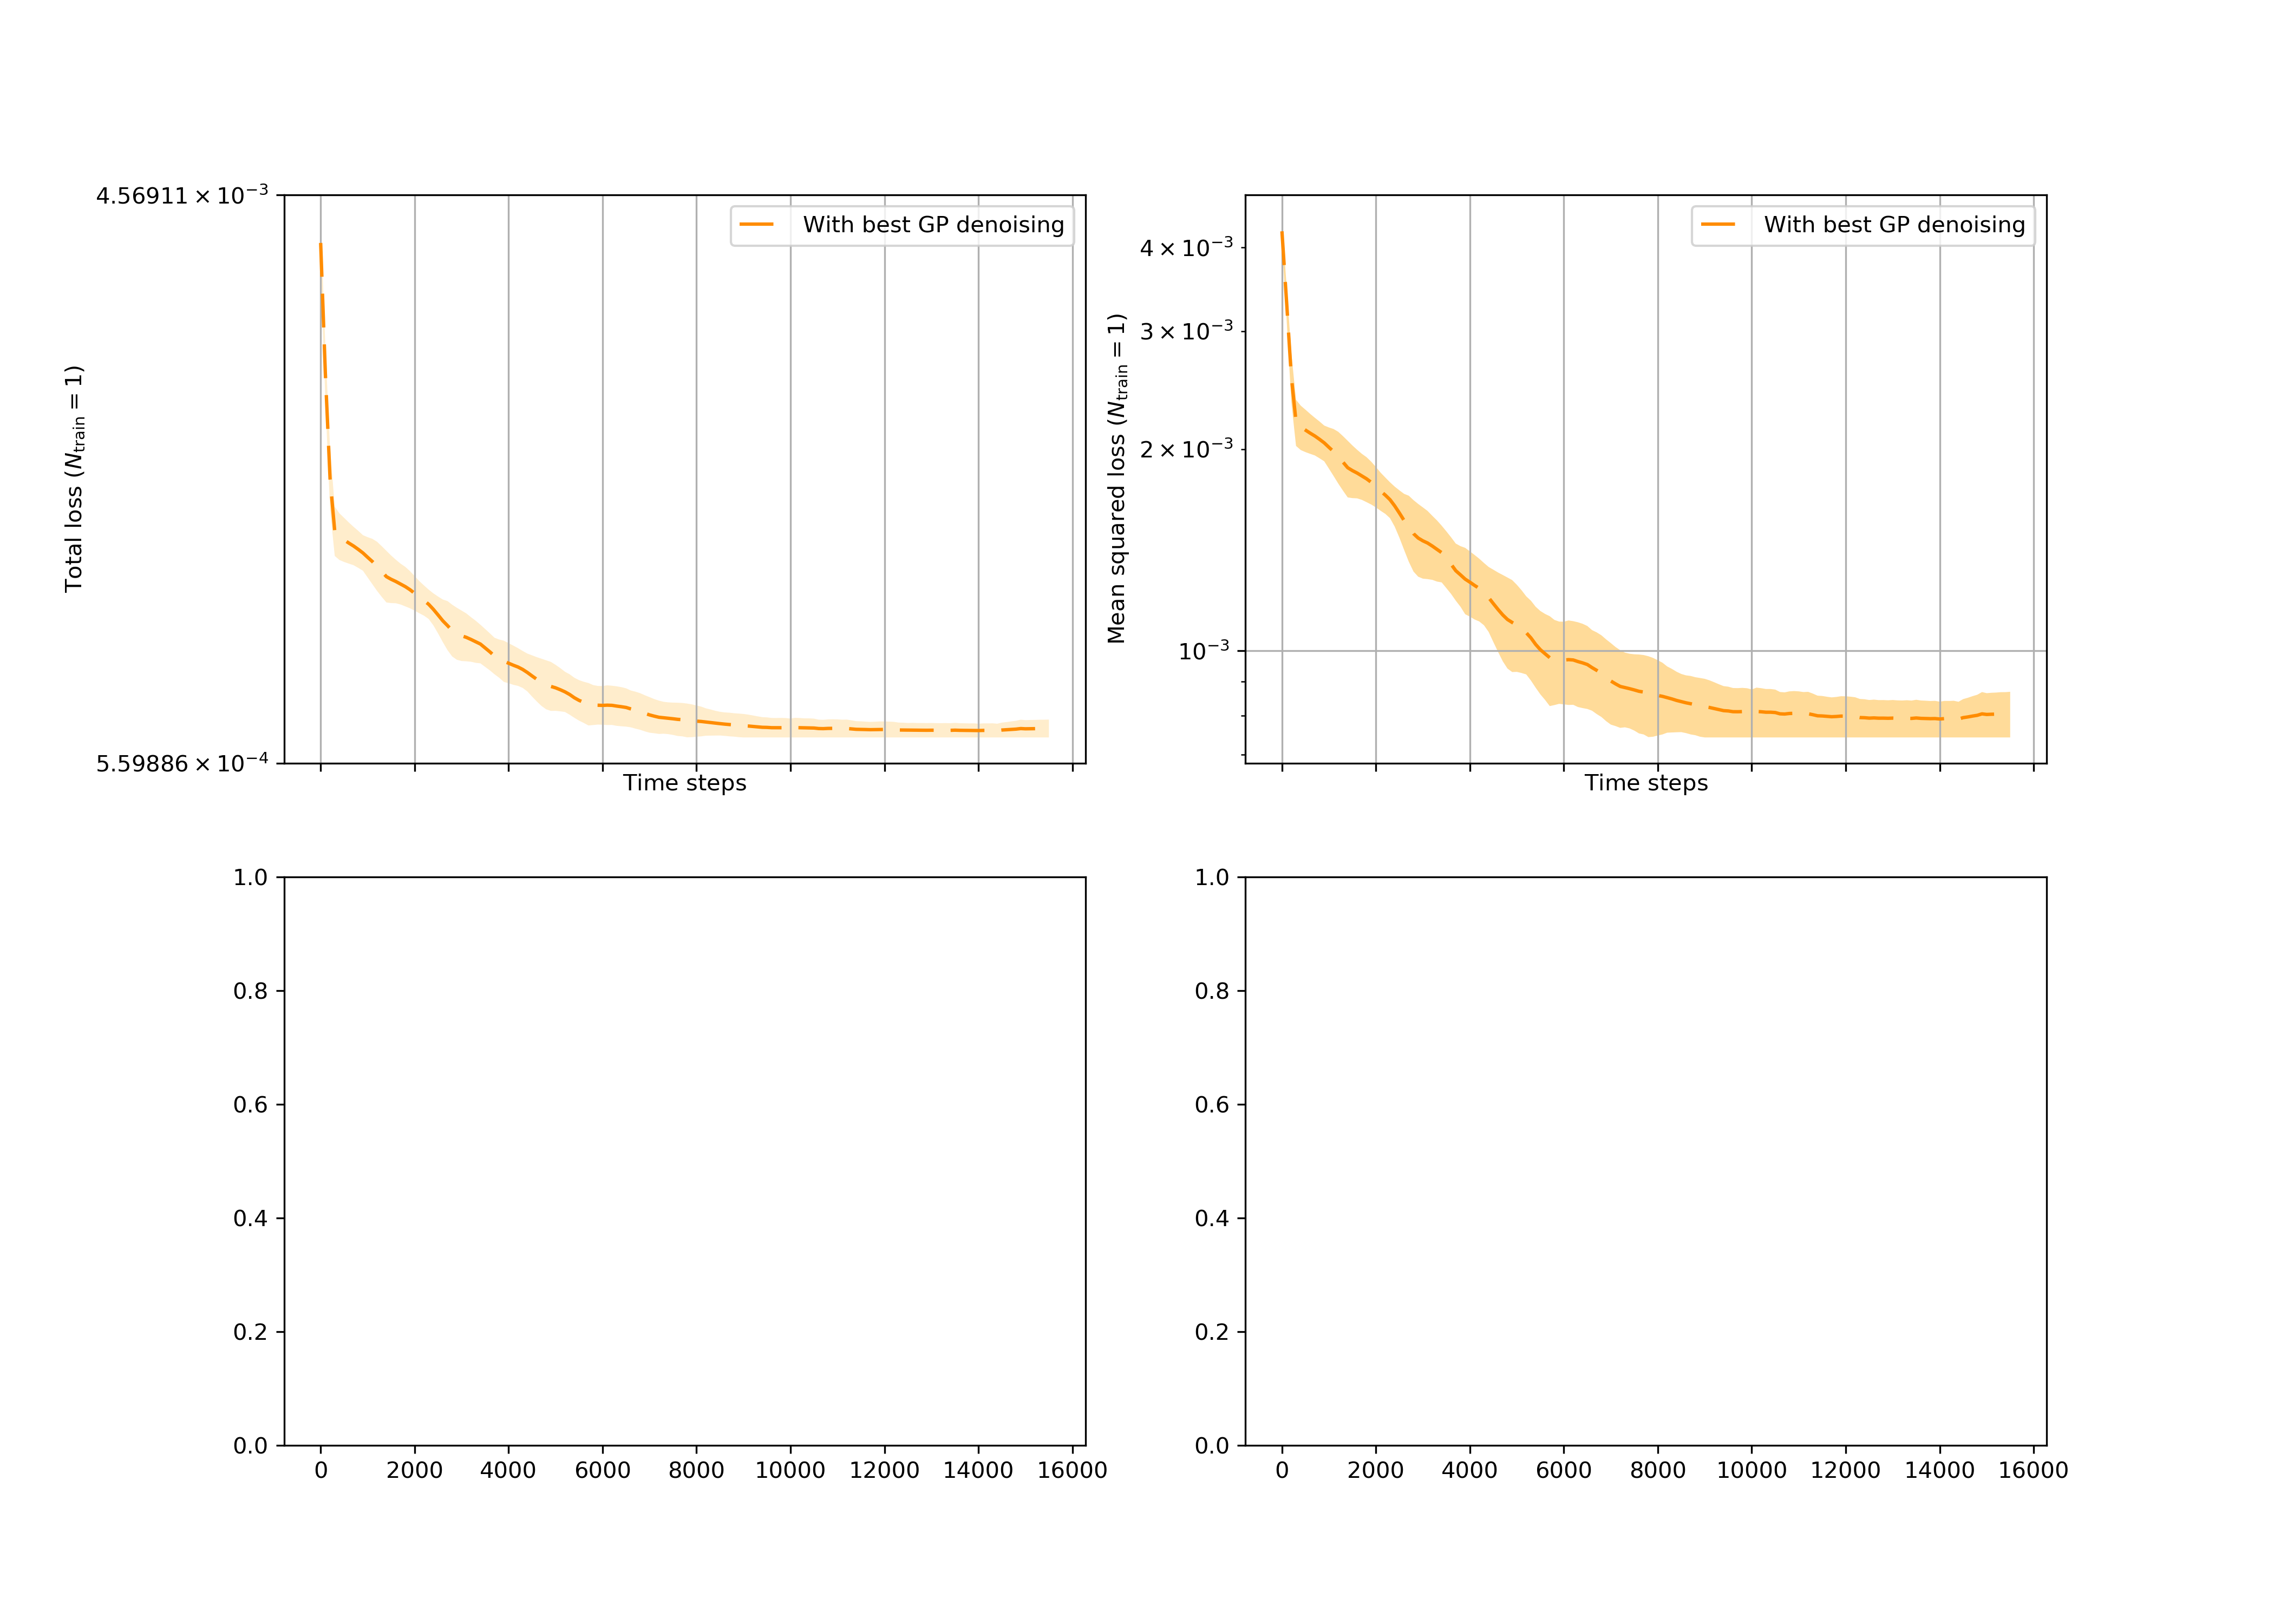 4.56911 × 10⁻³
5.59886 × 10⁻⁴
Total loss (N_train = 1)
With best GP denoising
Time steps
4 × 10⁻³
3 × 10⁻³
2 × 10⁻³
10⁻³
Mean squared loss (N_train = 1)
With best GP denoising
Time steps
1.0
0.8
0.6
0.4
0.2
0.0
0 2000 4000 6000 8000 10000 12000 14000 16000
1.0
0.8
0.6
0.4
0.2
0.0
0 2000 4000 6000 8000 10000 12000 14000 16000